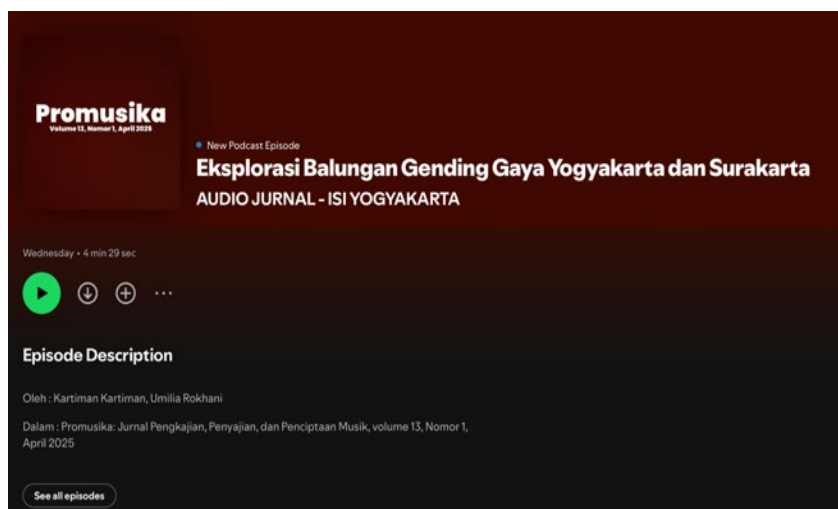 Promusika
Volume 13, Nomor 1, April 2025
New Podcast Episode
Eksplorasi Balungan Gending Gaya Yogyakarta dan Surakarta
AUDIO JURNAL - ISI YOGYAKARTA
Wednesday • 4 min 29 sec
Episode Description
Oleh : Kartiman Kartiman, Umilia Rokhani
Dalam : Promusika: Jurnal Pengkajian, Penyajian, dan Penciptaan Musik, volume 13, Nomor 1,
April 2025
See all episodes